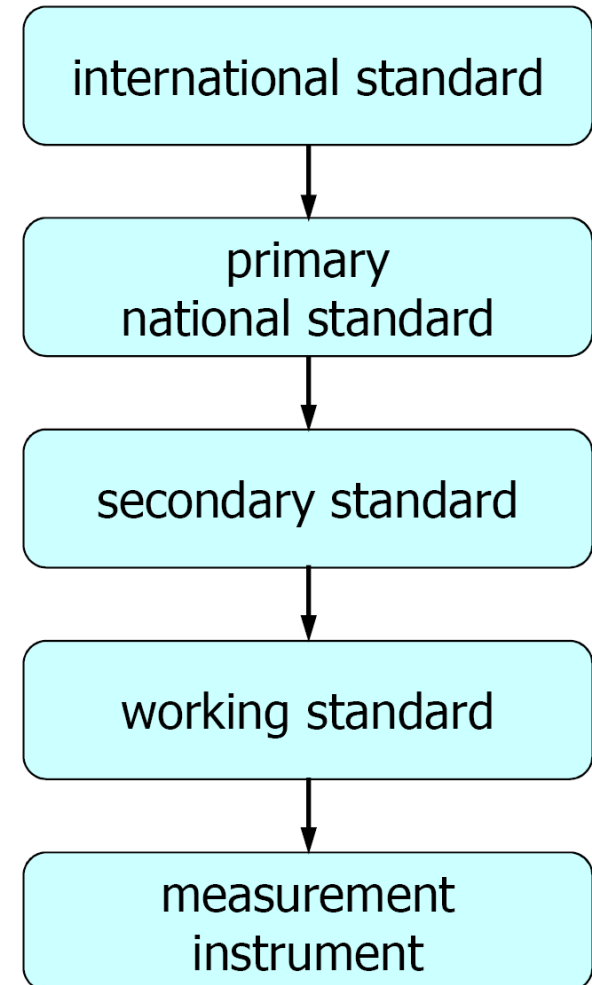 international standard
primary
national standard
secondary standard
working standard
measurement
instrument